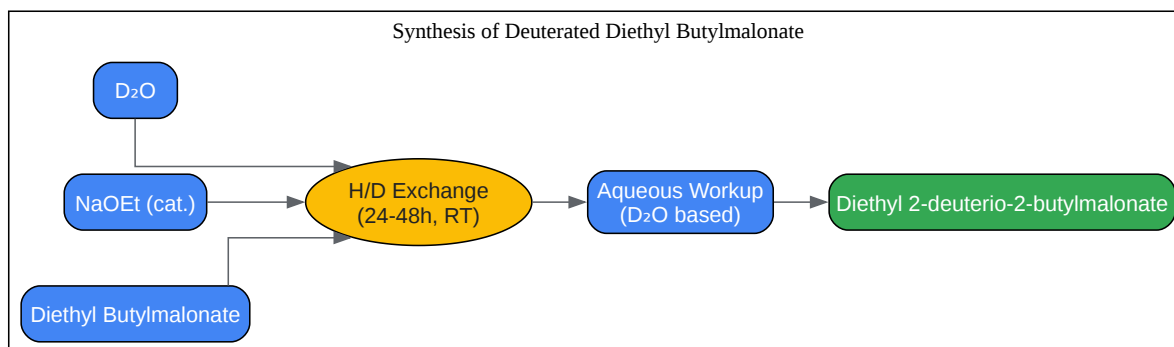 Synthesis of Deuterated Diethyl Butylmalonate
D₂O
NaOEt (cat.)
Diethyl Butylmalonate
H/D Exchange
(24-48h, RT)
Aqueous Workup
(D₂O based)
Diethyl 2-deuterio-2-butylmalonate